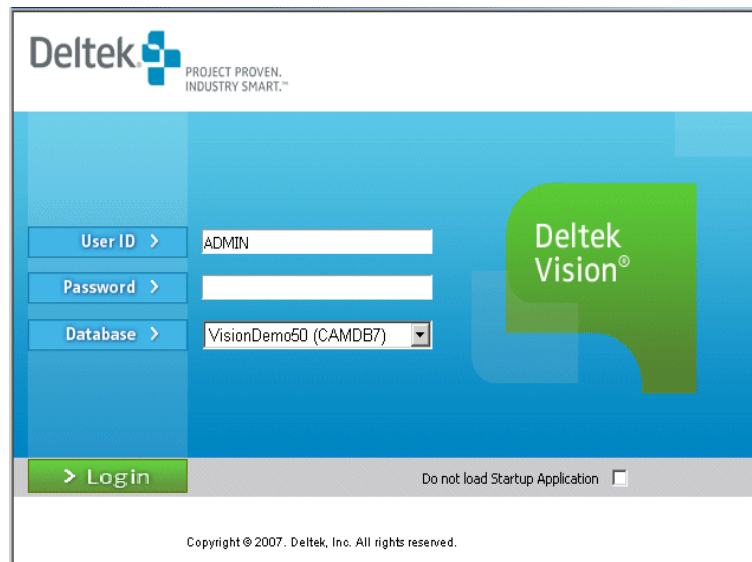 Deltek.
PROJECT PROVEN.
INDUSTRY SMART.™
User ID >
ADMIN
Password >
Database >
VisionDemo50 (CAMDB7)
Deltek
Vision®
> Login
Do not load Startup Application
Copyright © 2007. Deltek, Inc. All rights reserved.